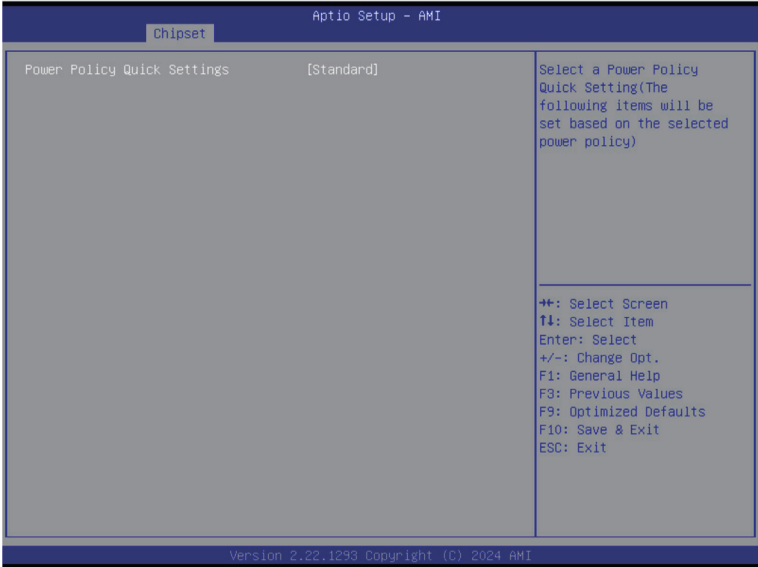 Aptio Setup - AMI
Chipset
Power Policy Quick Settings [Standard]
Select a Power Policy
Quick Setting(The
following items will be
set based on the selected
power policy)
→←: Select Screen
↑↓: Select Item
Enter: Select
+/-: Change Opt.
F1: General Help
F3: Previous Values
F9: Optimized Defaults
F10: Save & Exit
ESC: Exit
Version 2.22.1293 Copyright (C) 2024 AMI